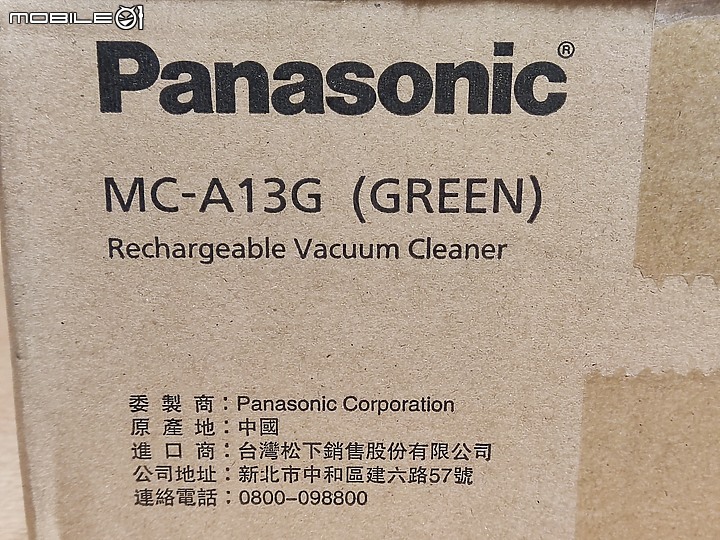 MOBILE01
Panasonic®
MC-A13G (GREEN)
Rechargeable Vacuum Cleaner
委製商：Panasonic Corporation
原產地：中國
進口商：台灣松下銷售股份有限公司
公司地址：新北市中和區建六路57號
連絡電話：0800-098800